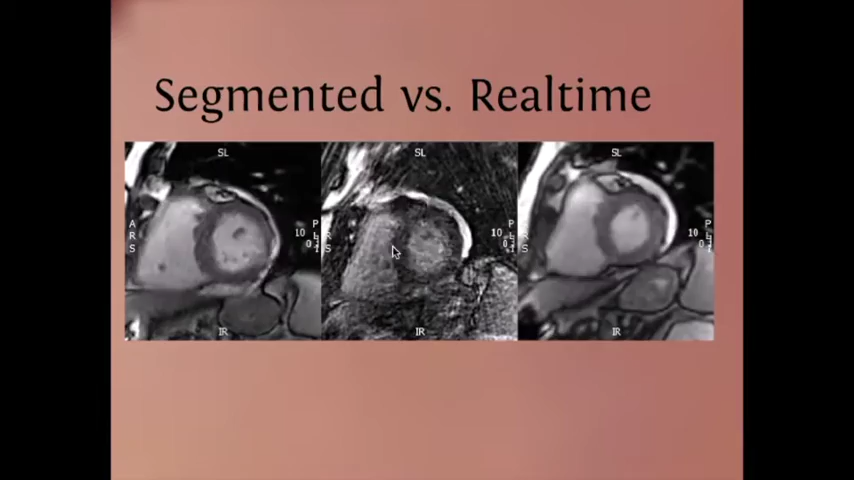 Segmented vs. Realtime
SL SL SL
A R S
P L I
10
A R S
P L I
10
A R S
P L I
10
IR IR IR